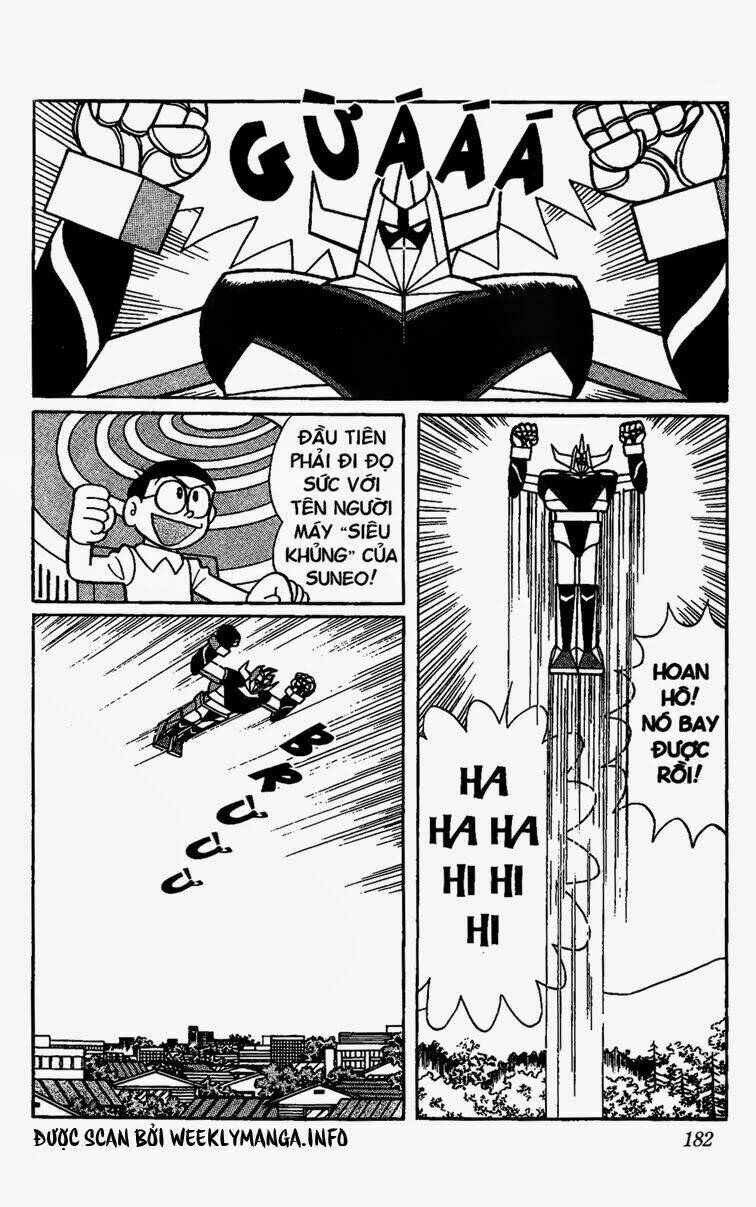 GỪÁÁÁ
HOAN
HÔ!
NÓ BAY
ĐƯỢC
RỒI!
HA
HA HA
HI HI
HI
ĐẦU TIÊN
PHẢI ĐI ĐỌ
SỨC VỚI
TÊN NGƯỜI
MÁY “SIÊU
KHỦNG” CỦA
SUNEO!
BRỰỰỰ
ĐƯỢC SCAN BỞI WEEKLYMANGA.INFO
182